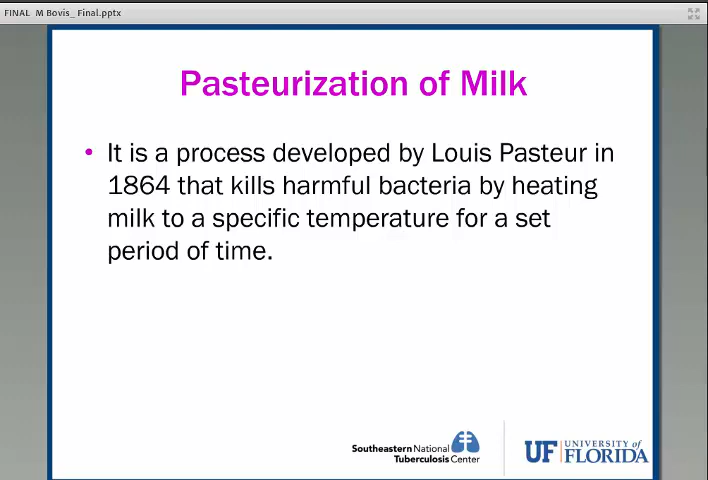 FINAL  M Bovis_ Final.pptx
Pasteurization of Milk
• It is a process developed by Louis Pasteur in
1864 that kills harmful bacteria by heating
milk to a specific temperature for a set
period of time.
Southeastern National
Tuberculosis Center
UF UNIVERSITY of
FLORIDA